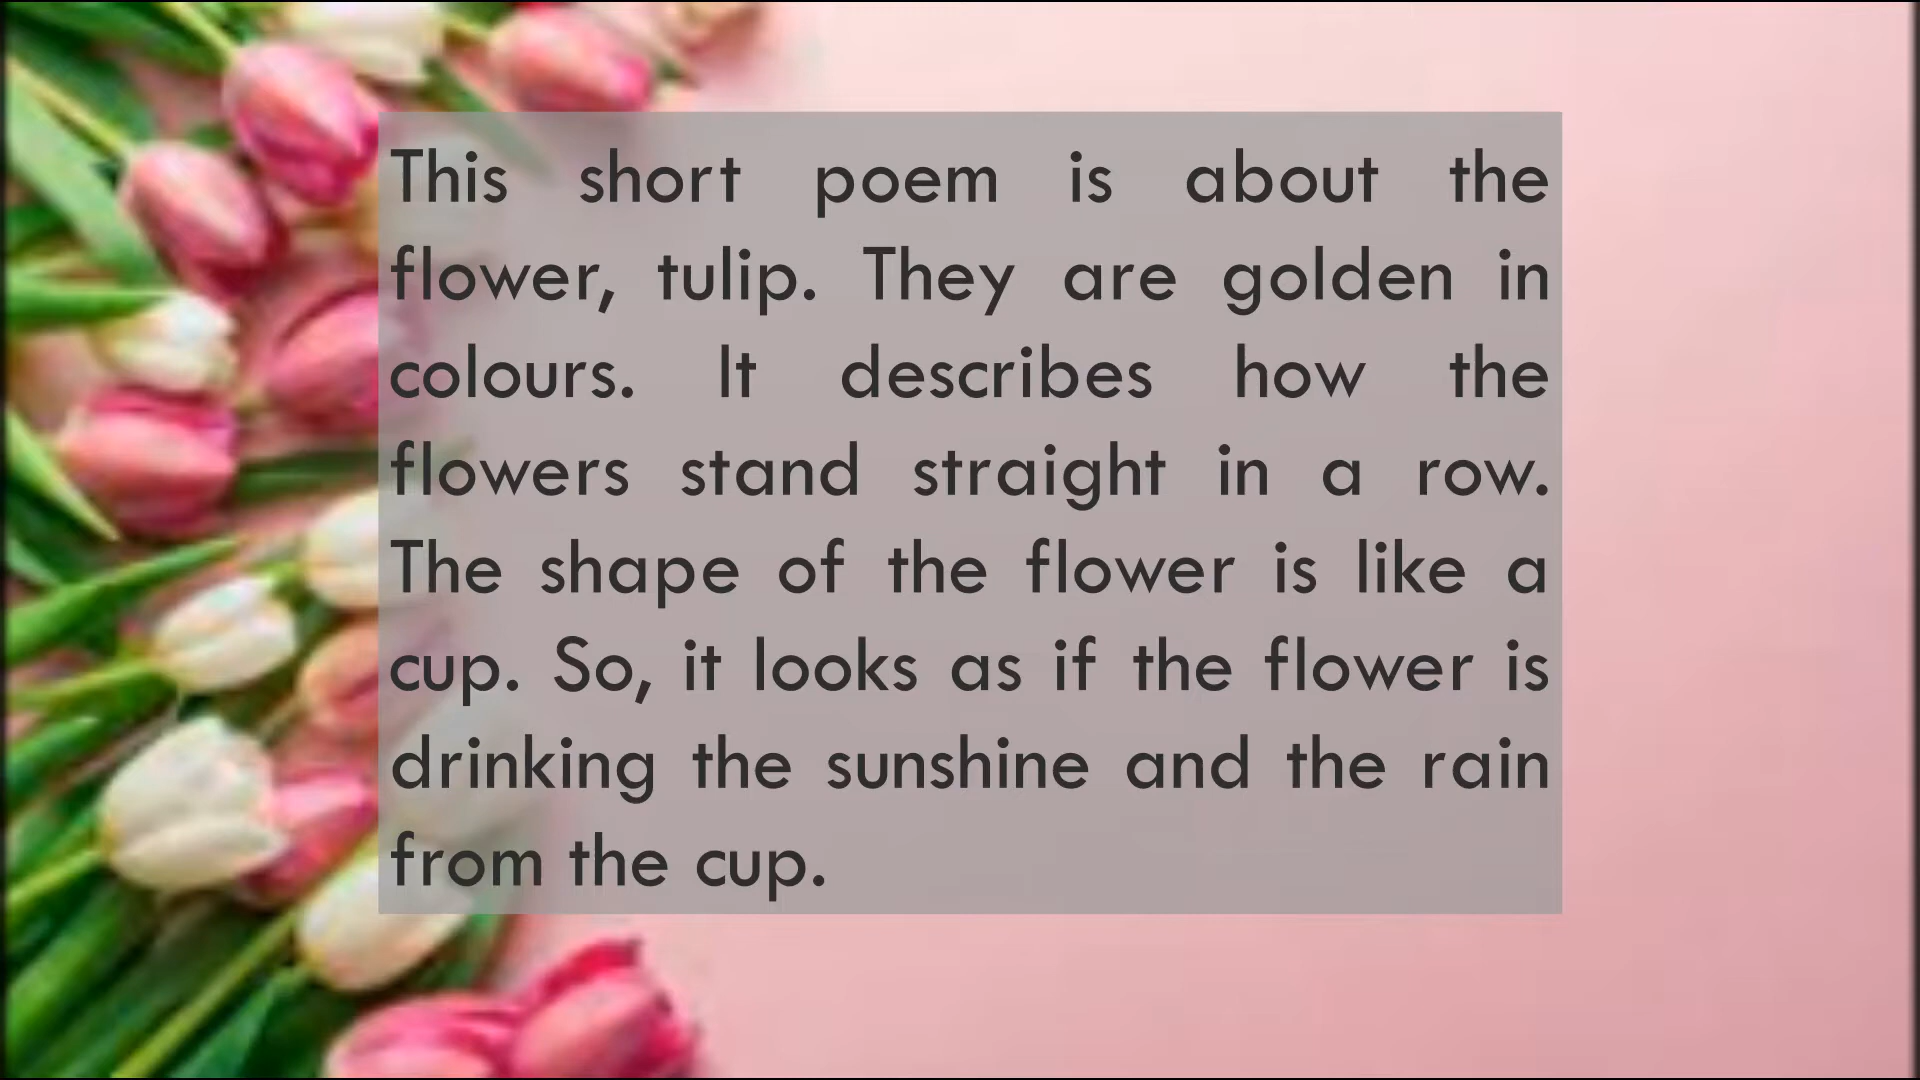 This short poem is about the
flower, tulip. They are golden in
colours. It describes how the
flowers stand straight in a row.
The shape of the flower is like a
cup. So, it looks as if the flower is
drinking the sunshine and the rain
from the cup.